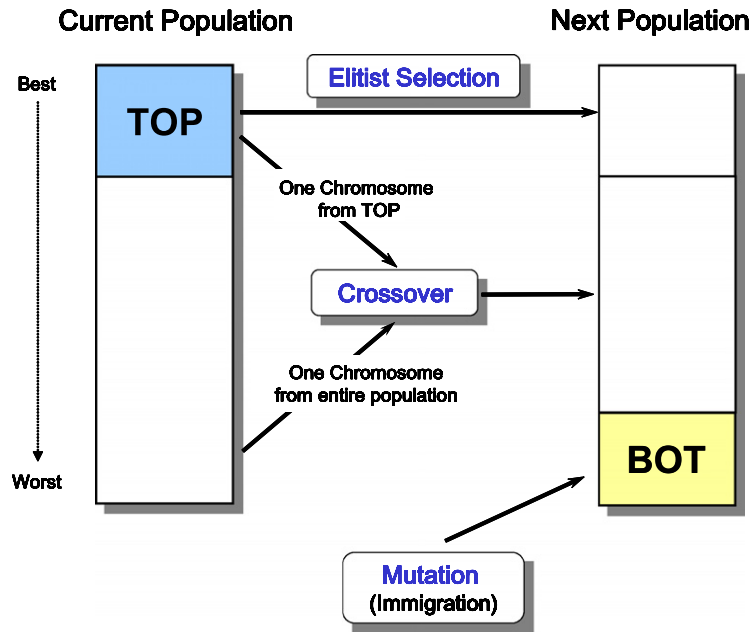 Current Population
Next Population
Best
Elitist Selection
TOP
One Chromosome
from TOP
Crossover
One Chromosome
from entire population
Worst
BOT
Mutation
(Immigration)